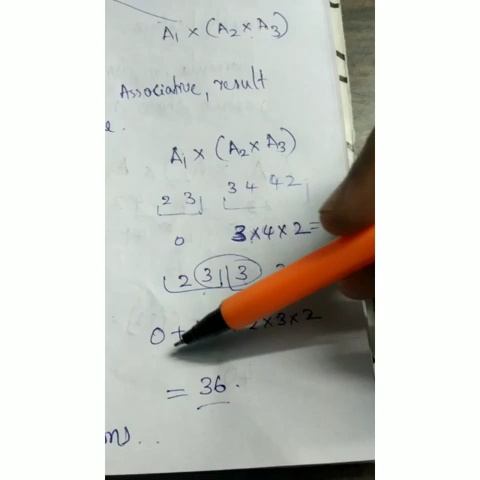 A₁ × (A₂ × A₃)
Associative, result
e.
A₁ × (A₂ × A₃)
2 3 3 4 4 2
0 3×4×2=
2 3 3
0 + 2×3×2
= 36.
ons..